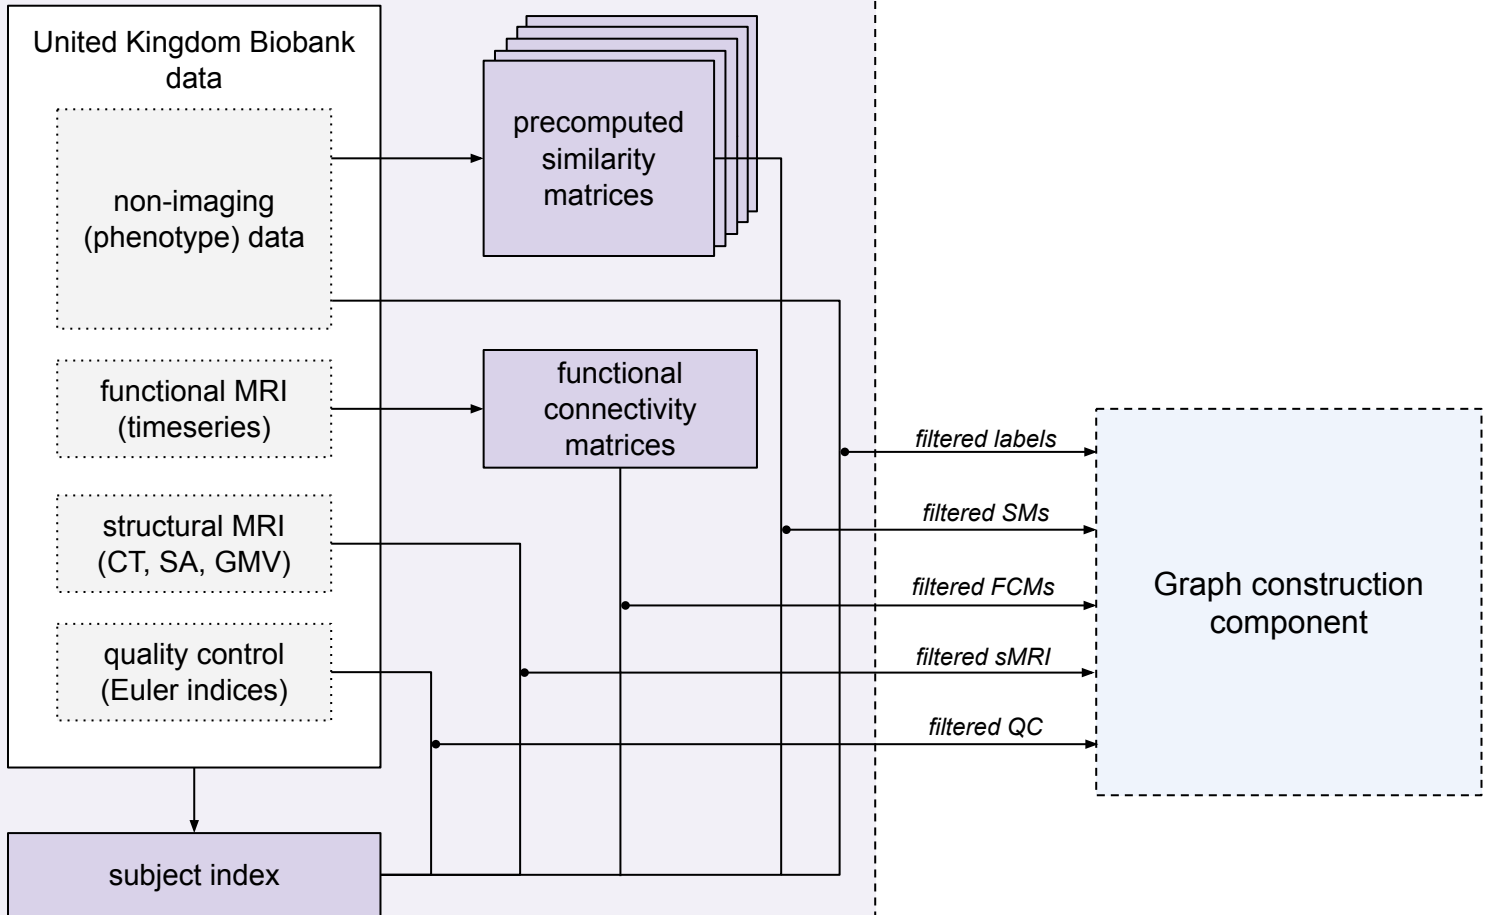 United Kingdom Biobank
data
non-imaging
(phenotype) data
functional MRI
(timeseries)
structural MRI
(CT, SA, GMV)
quality control
(Euler indices)
subject index
precomputed
similarity
matrices
functional
connectivity
matrices
filtered labels
filtered SMs
filtered FCMs
filtered sMRI
filtered QC
Graph construction
component